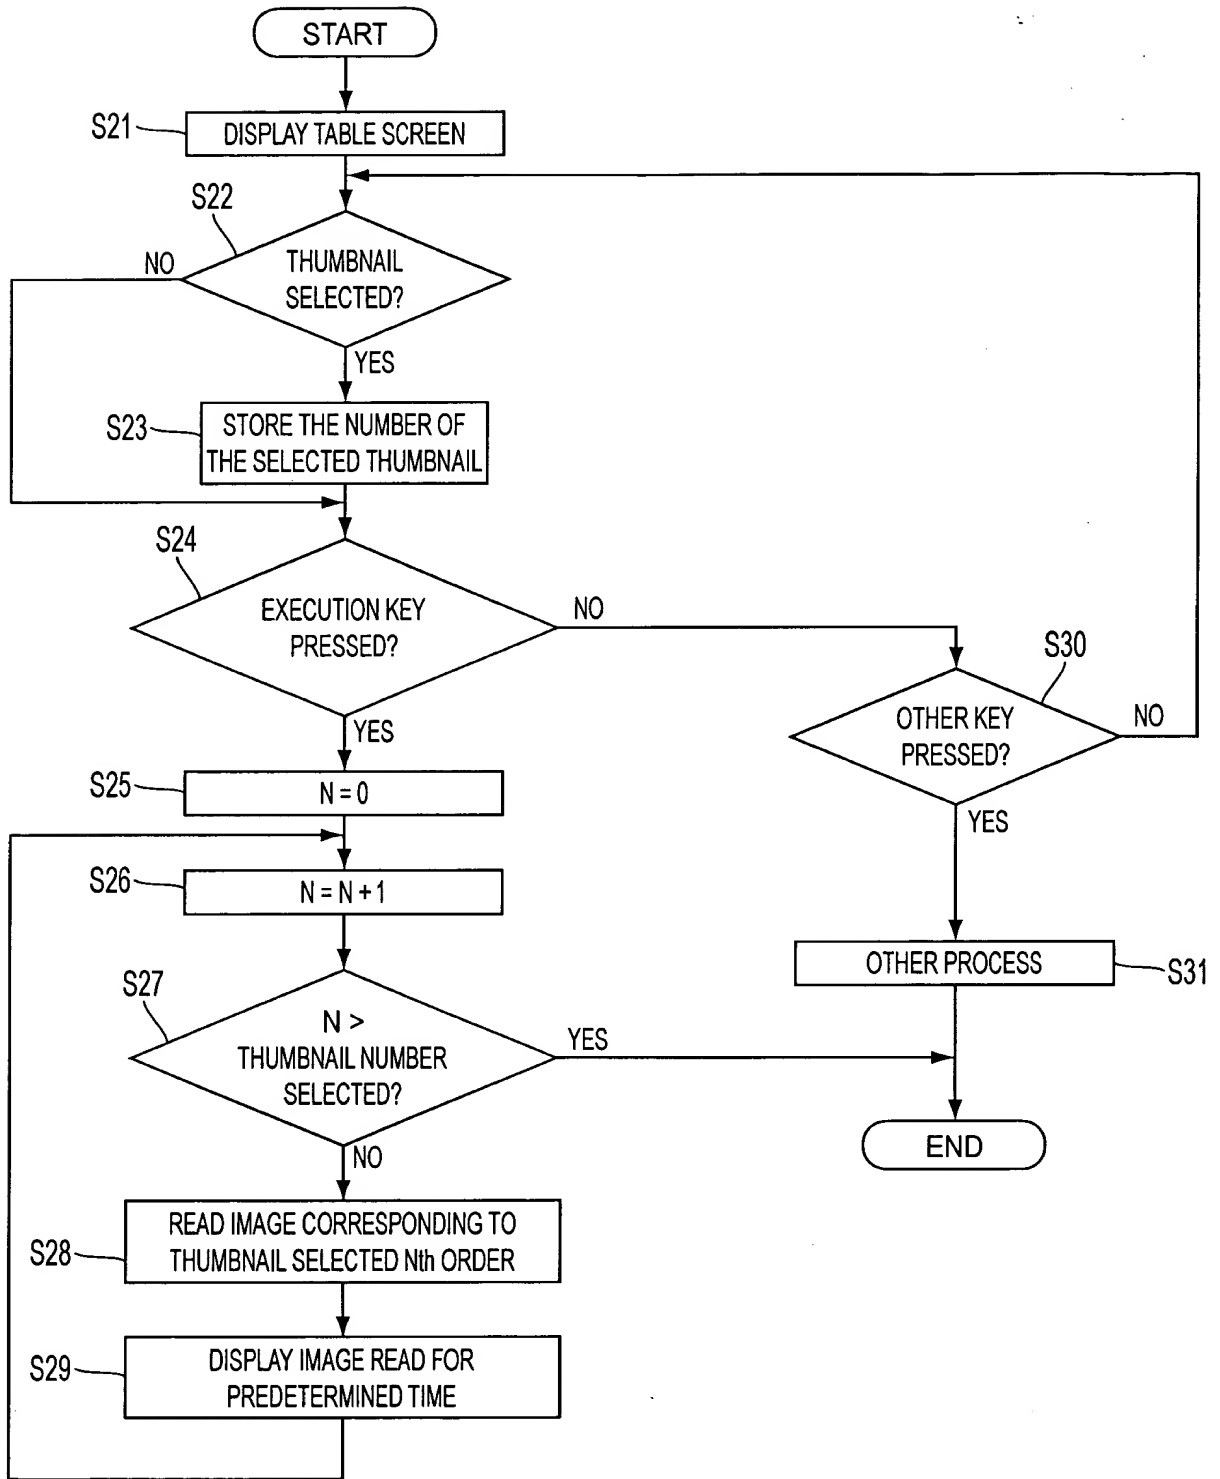 START
S21
DISPLAY TABLE SCREEN
S22
NO
THUMBNAIL
SELECTED?
YES
S23
STORE THE NUMBER OF
THE SELECTED THUMBNAIL
S24
EXECUTION KEY
PRESSED?
NO
YES
S30
OTHER KEY
PRESSED?
NO
YES
S25
N = 0
S26
N = N + 1
OTHER PROCESS
S31
S27
N >
THUMBNAIL NUMBER
SELECTED?
YES
NO
END
S28
READ IMAGE CORRESPONDING TO
THUMBNAIL SELECTED Nth ORDER
S29
DISPLAY IMAGE READ FOR
PREDETERMINED TIME